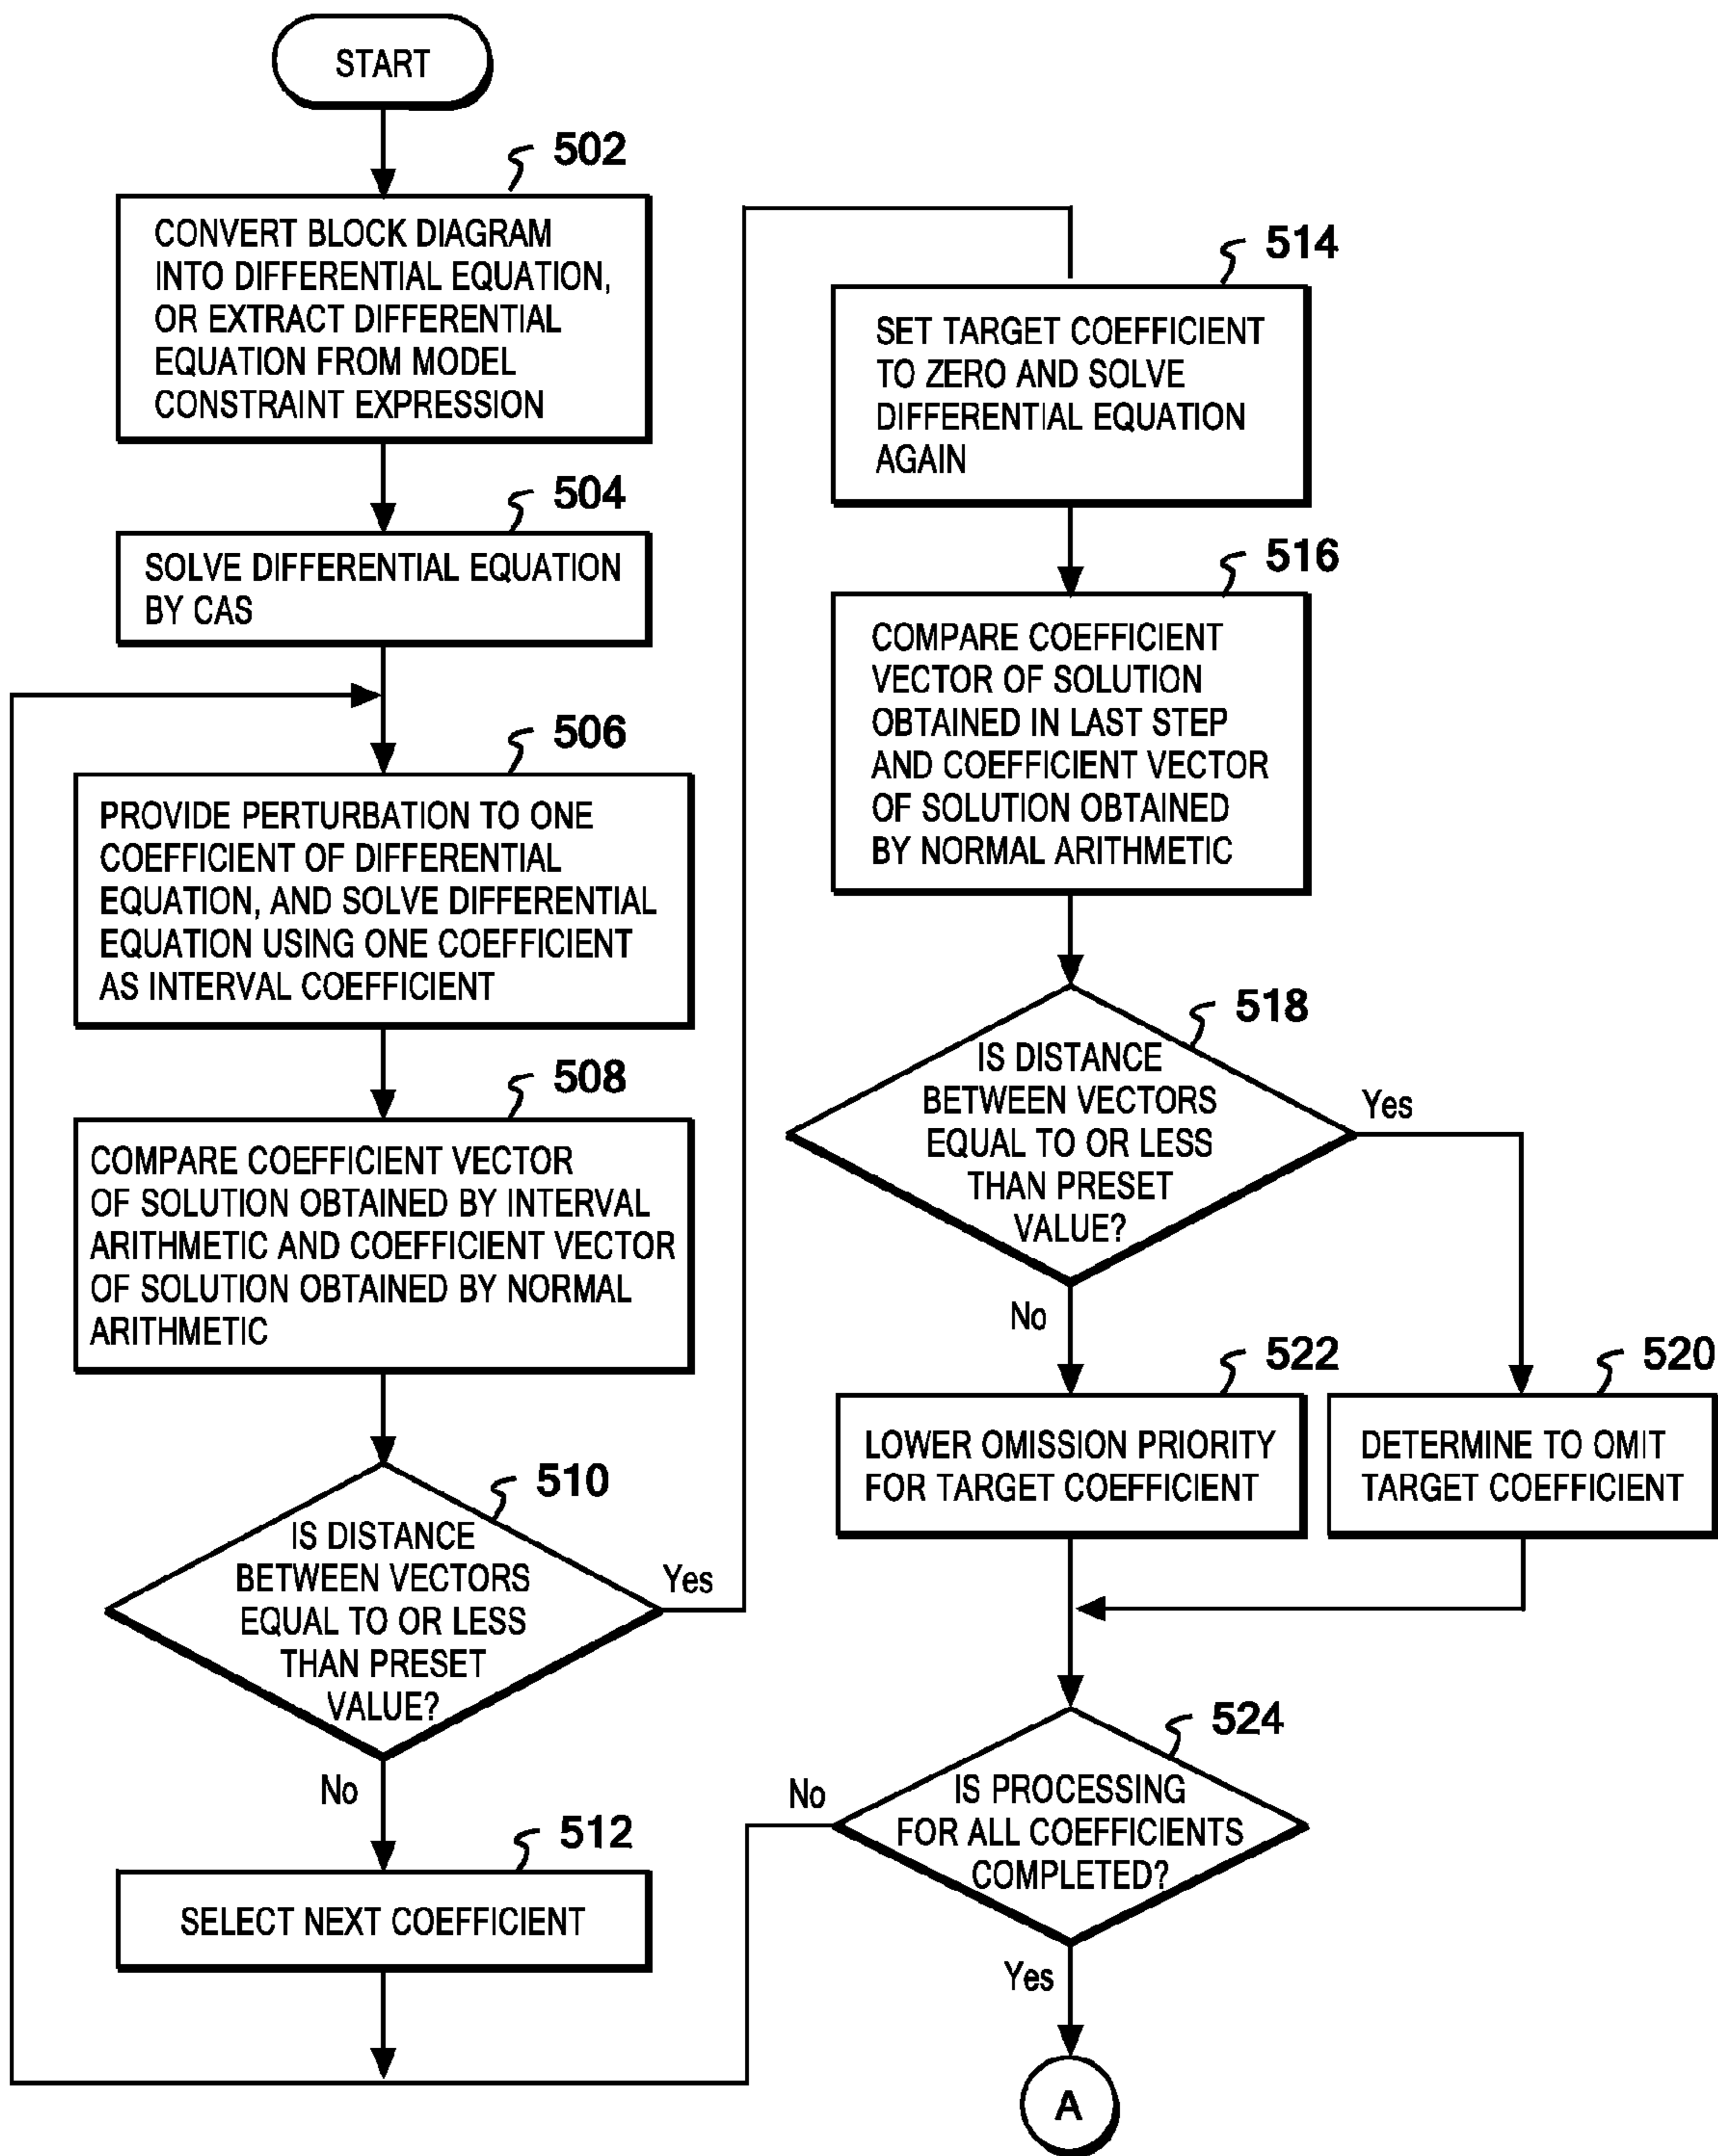 START
502
CONVERT BLOCK DIAGRAM
INTO DIFFERENTIAL EQUATION,
OR EXTRACT DIFFERENTIAL
EQUATION FROM MODEL
CONSTRAINT EXPRESSION
504
SOLVE DIFFERENTIAL EQUATION
BY CAS
506
PROVIDE PERTURBATION TO ONE
COEFFICIENT OF DIFFERENTIAL
EQUATION, AND SOLVE DIFFERENTIAL
EQUATION USING ONE COEFFICIENT
AS INTERVAL COEFFICIENT
508
COMPARE COEFFICIENT VECTOR
OF SOLUTION OBTAINED BY INTERVAL
ARITHMETIC AND COEFFICIENT VECTOR
OF SOLUTION OBTAINED BY NORMAL
ARITHMETIC
510
IS DISTANCE
BETWEEN VECTORS
EQUAL TO OR LESS
THAN PRESET
VALUE?
Yes
No
512
SELECT NEXT COEFFICIENT
514
SET TARGET COEFFICIENT
TO ZERO AND SOLVE
DIFFERENTIAL EQUATION
AGAIN
516
COMPARE COEFFICIENT
VECTOR OF SOLUTION
OBTAINED IN LAST STEP
AND COEFFICIENT VECTOR
OF SOLUTION OBTAINED
BY NORMAL ARITHMETIC
518
IS DISTANCE
BETWEEN VECTORS
EQUAL TO OR LESS
THAN PRESET
VALUE?
Yes
No
522
LOWER OMISSION PRIORITY
FOR TARGET COEFFICIENT
520
DETERMINE TO OMIT
TARGET COEFFICIENT
524
IS PROCESSING
FOR ALL COEFFICIENTS
COMPLETED?
No
Yes
A